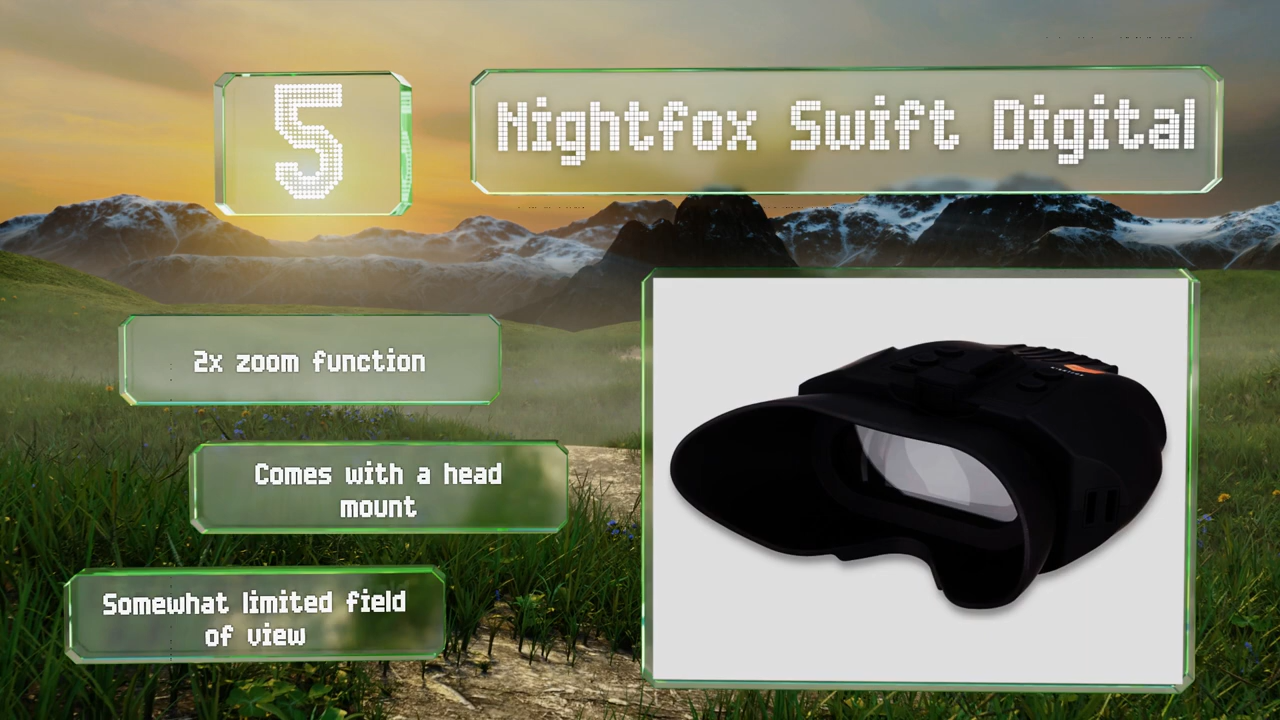 5
Nightfox Swift Digital
2x zoom function
Comes with a head
mount
Somewhat limited field
of view